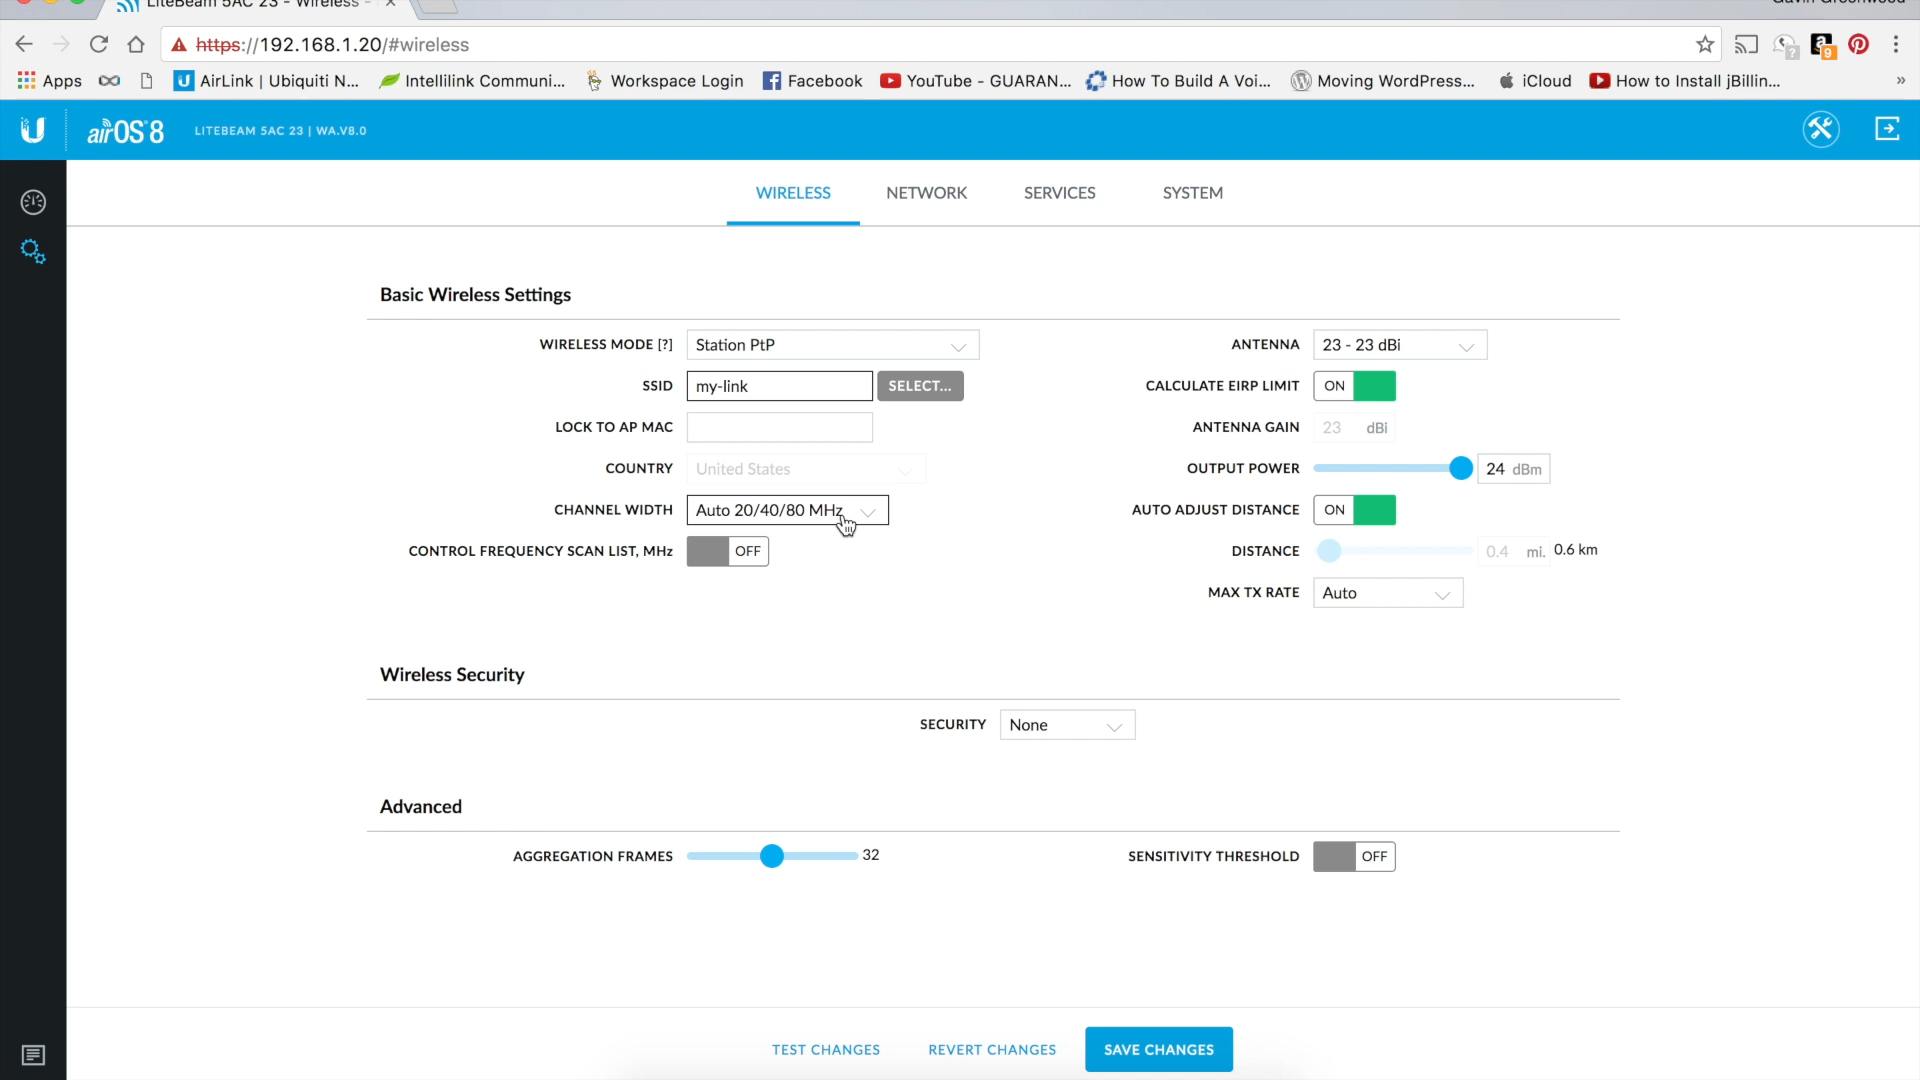 LiteBeam 5AC 23 - Wireless -
Gavin Greenwood
https://192.168.1.20/#wireless
9
Apps AirLink | Ubiquiti N... Intellilink Communi... Workspace Login Facebook YouTube - GUARAN... How To Build A Voi... Moving WordPress... iCloud How to Install jBillin... »
airOS 8 LITEBEAM 5AC 23 | WA.V8.0
WIRELESS NETWORK SERVICES SYSTEM
Basic Wireless Settings
WIRELESS MODE [?] Station PtP
SSID my-link SELECT...
LOCK TO AP MAC
COUNTRY United States
CHANNEL WIDTH Auto 20/40/80 MHz
CONTROL FREQUENCY SCAN LIST, MHz OFF
ANTENNA 23 - 23 dBi
CALCULATE EIRP LIMIT ON
ANTENNA GAIN 23 dBi
OUTPUT POWER 24 dBm
AUTO ADJUST DISTANCE ON
DISTANCE 0.4 mi. 0.6 km
MAX TX RATE Auto
Wireless Security
SECURITY None
Advanced
AGGREGATION FRAMES 32
SENSITIVITY THRESHOLD OFF
TEST CHANGES REVERT CHANGES SAVE CHANGES